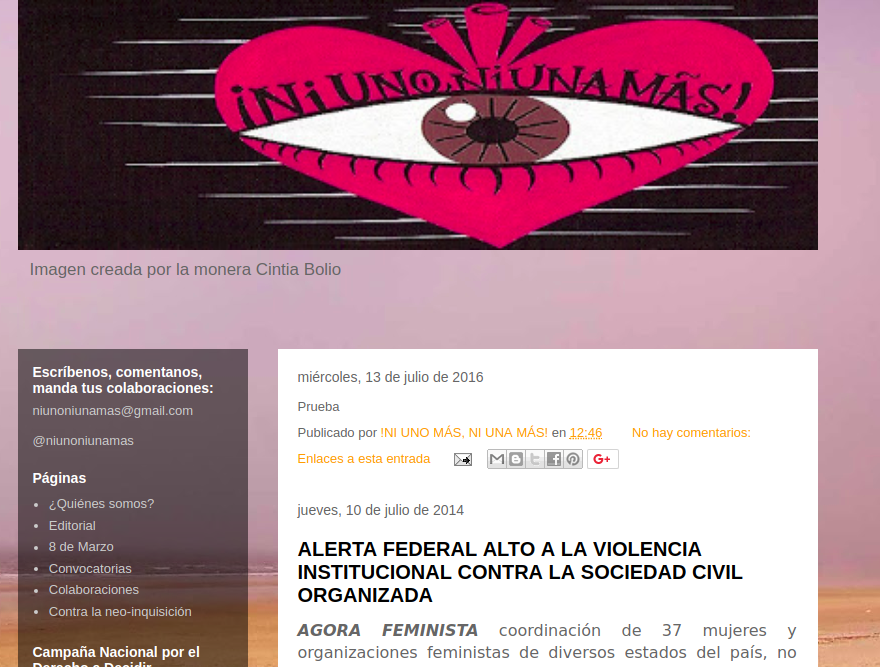 ¡Ni UNO, Ni UNA MÁS!
Imagen creada por la monera Cintia Bolio
Escríbenos, comentanos,
manda tus colaboraciones:
niunoniunamas@gmail.com
@niunoniunamas
Páginas
¿Quiénes somos?
Editorial
8 de Marzo
Convocatorias
Colaboraciones
Contra la neo-inquisición
Campaña Nacional por el
Derecho a Decidir
miércoles, 13 de julio de 2016
Prueba
Publicado por !NI UNO MÁS, NI UNA MÁS! en 12:46 No hay comentarios:
Enlaces a esta entrada
G+
jueves, 10 de julio de 2014
ALERTA FEDERAL ALTO A LA VIOLENCIA
INSTITUCIONAL CONTRA LA SOCIEDAD CIVIL
ORGANIZADA
AGORA FEMINISTA coordinación de 37 mujeres y
organizaciones feministas de diversos estados del país, no